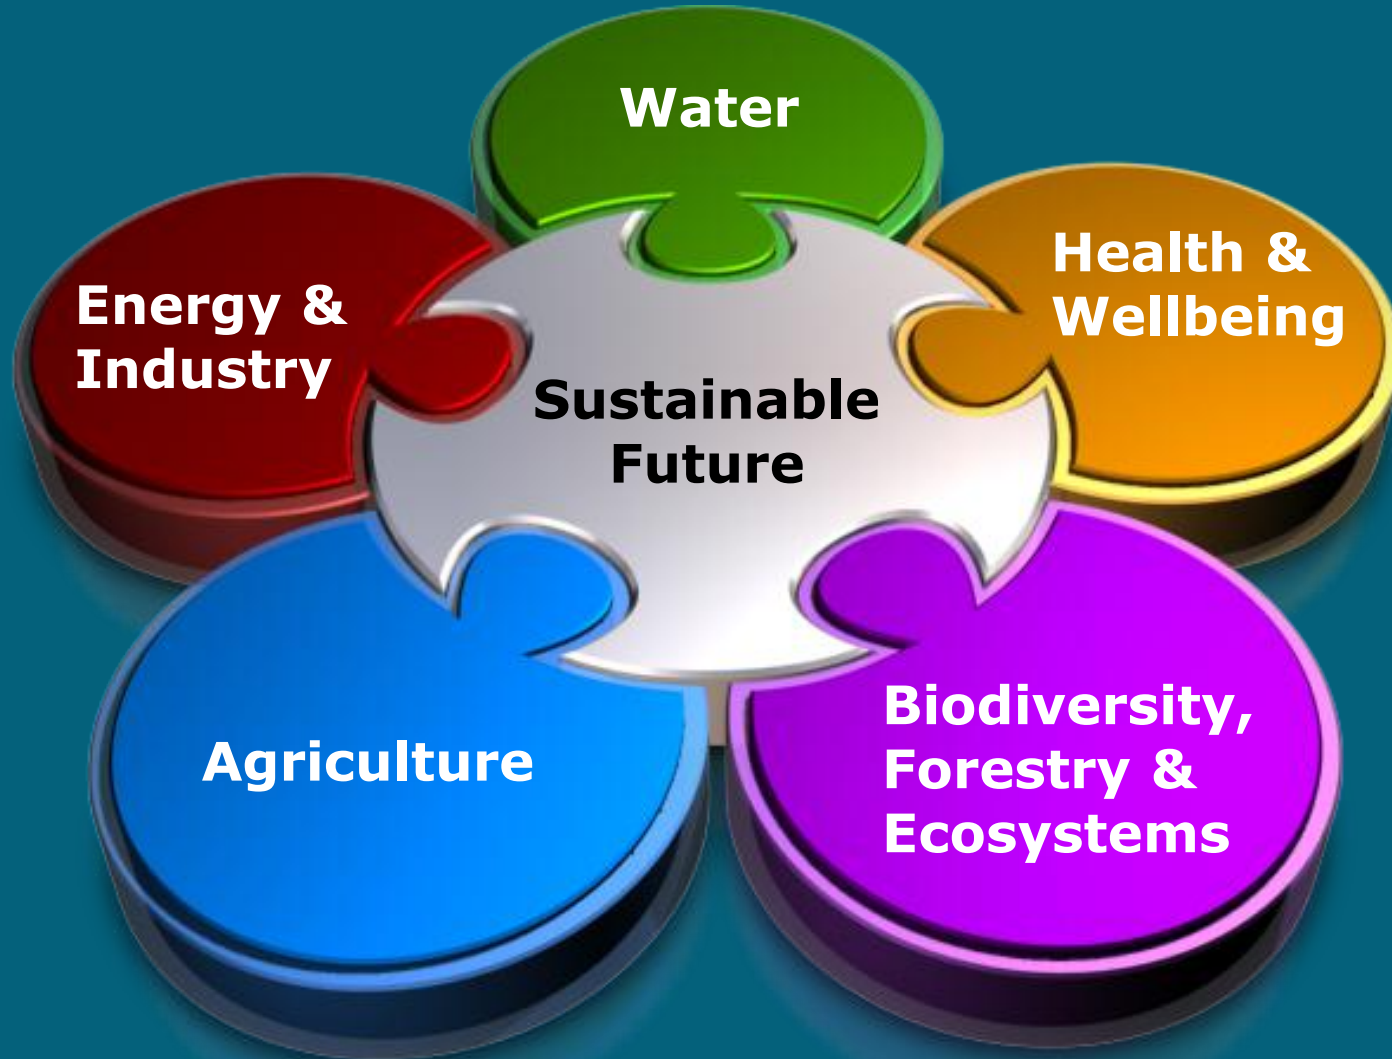 Water
Health &
Wellbeing
Energy &
Industry
Sustainable
Future
Agriculture
Biodiversity,
Forestry &
Ecosystems